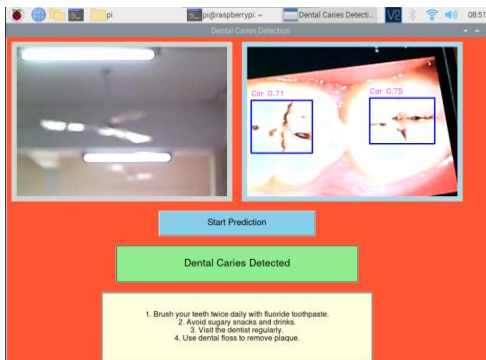 pi
pi@raspberrypi: ~
Dental Caries Detecti...
V2
08:51
Dental Caries Detection
Car 0.71
Car 0.75
Start Prediction
Dental Caries Detected
1. Brush your teeth twice daily with fluoride toothpaste.
2. Avoid sugary snacks and drinks.
3. Visit the dentist regularly.
4. Use dental floss to remove plaque.